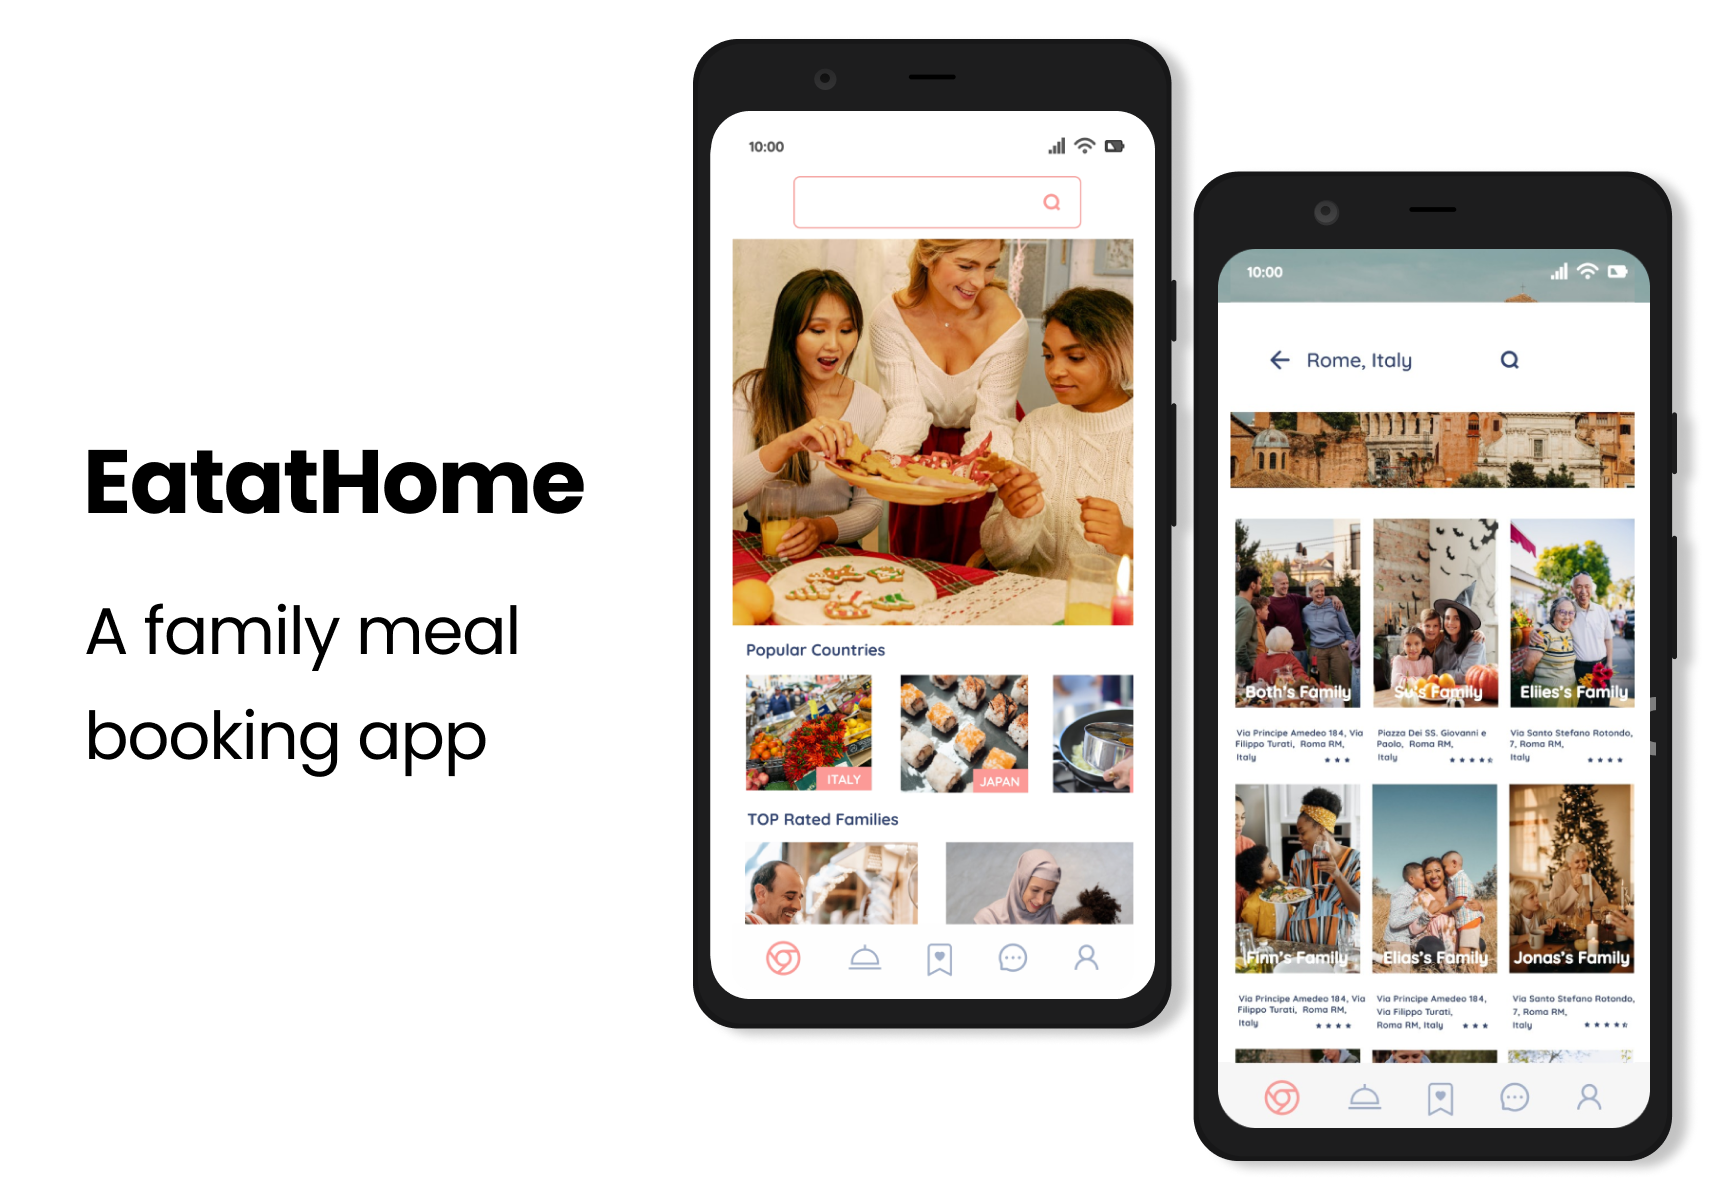 EatatHome
A family meal
booking app
10:00
Popular Countries
ITALY
JAPAN
TOP Rated Families
10:00
Rome, Italy
Both's Family
Su's Family
Eliies's Family
Via Principe Amedeo 184, Via
Filippo Turati, Roma RM,
Italy
Piazza Dei SS. Giovanni e
Paolo, Roma RM,
Italy
Via Santo Stefano Rotondo,
7, Roma RM,
Italy
Finn's Family
Elias's Family
Jonas's Family
Via Principe Amedeo 184, Via
Filippo Turati, Roma RM,
Italy
Via Principe Amedeo 184,
Via Filippo Turati,
Roma RM, Italy
Via Santo Stefano Rotondo,
7, Roma RM,
Italy